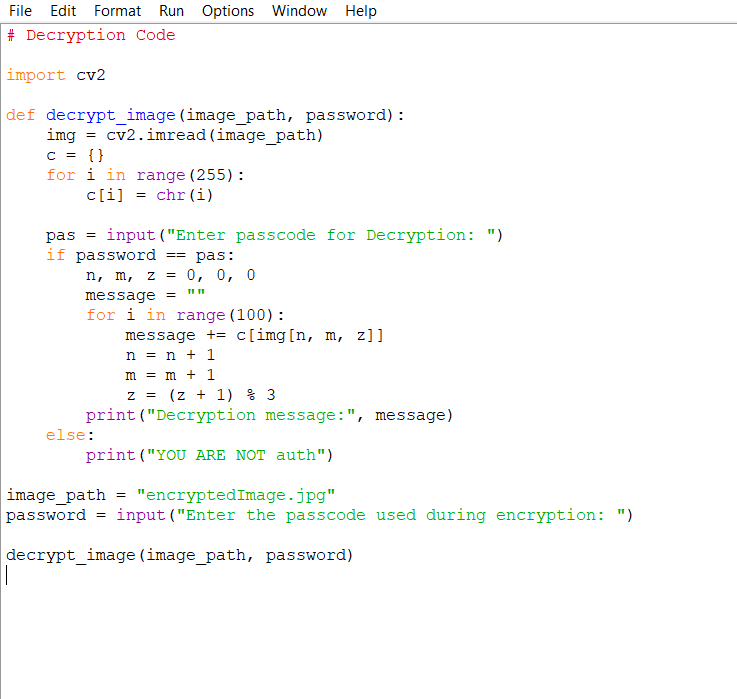 File Edit Format Run Options Window Help
# Decryption Code
import cv2
def decrypt_image(image_path, password):
    img = cv2.imread(image_path)
    c = {}
    for i in range(255):
        c[i] = chr(i)
    pas = input("Enter passcode for Decryption: ")
    if password == pas:
        n, m, z = 0, 0, 0
        message = ""
        for i in range(100):
            message += c[img[n, m, z]]
            n = n + 1
            m = m + 1
            z = (z + 1) % 3
        print("Decryption message:", message)
    else:
        print("YOU ARE NOT auth")
image_path = "encryptedImage.jpg"
password = input("Enter the passcode used during encryption: ")
decrypt_image(image_path, password)